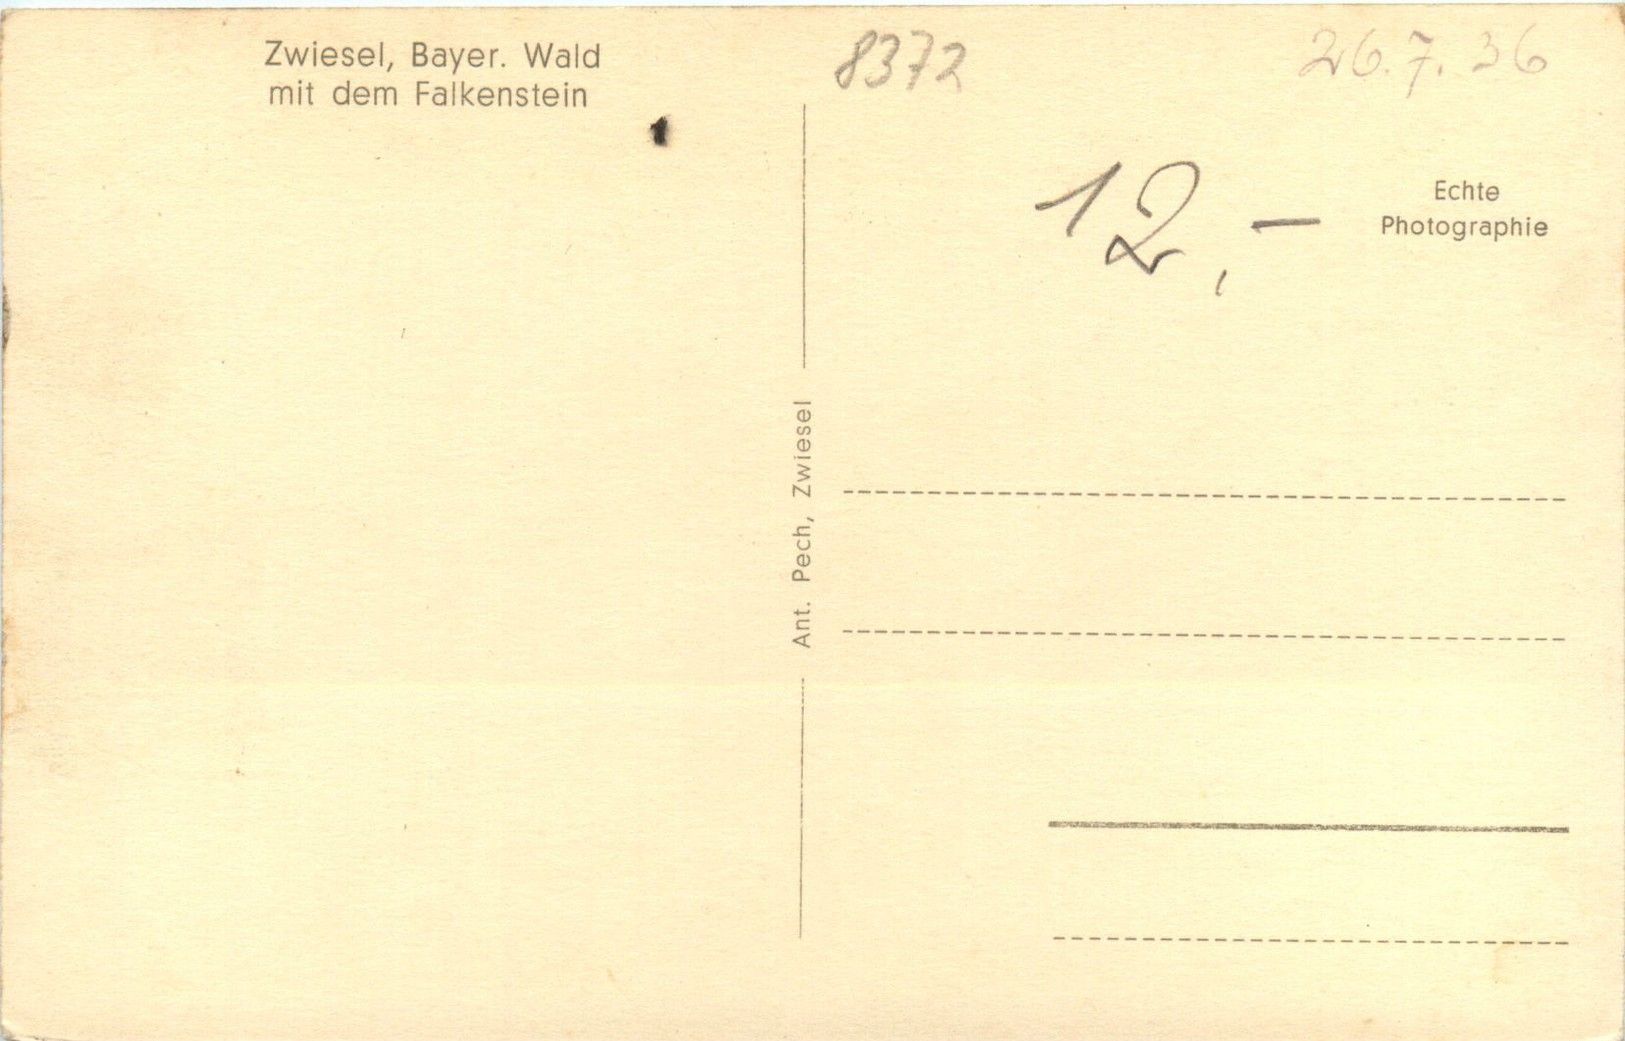 Zwiesel, Bayer. Wald
mit dem Falkenstein
8372
26.7.36
12,—
Echte
Photographie
Ant. Pech, Zwiesel